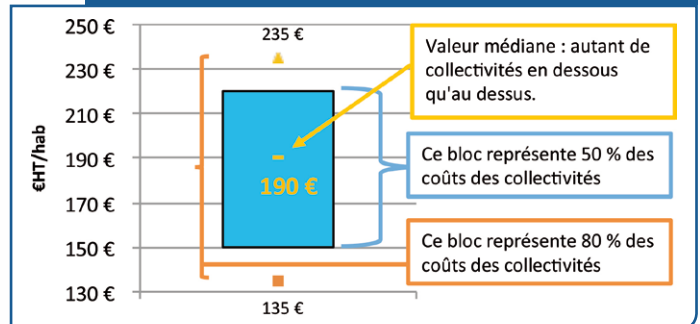 250 €
230 €
210 €
190 €
170 €
150 €
130 €
€HT/hab
235 €
190 €
135 €
Valeur médiane : autant de
collectivités en dessous
qu'au dessus.
Ce bloc représente 50 % des
coûts des collectivités
Ce bloc représente 80 % des
coûts des collectivités